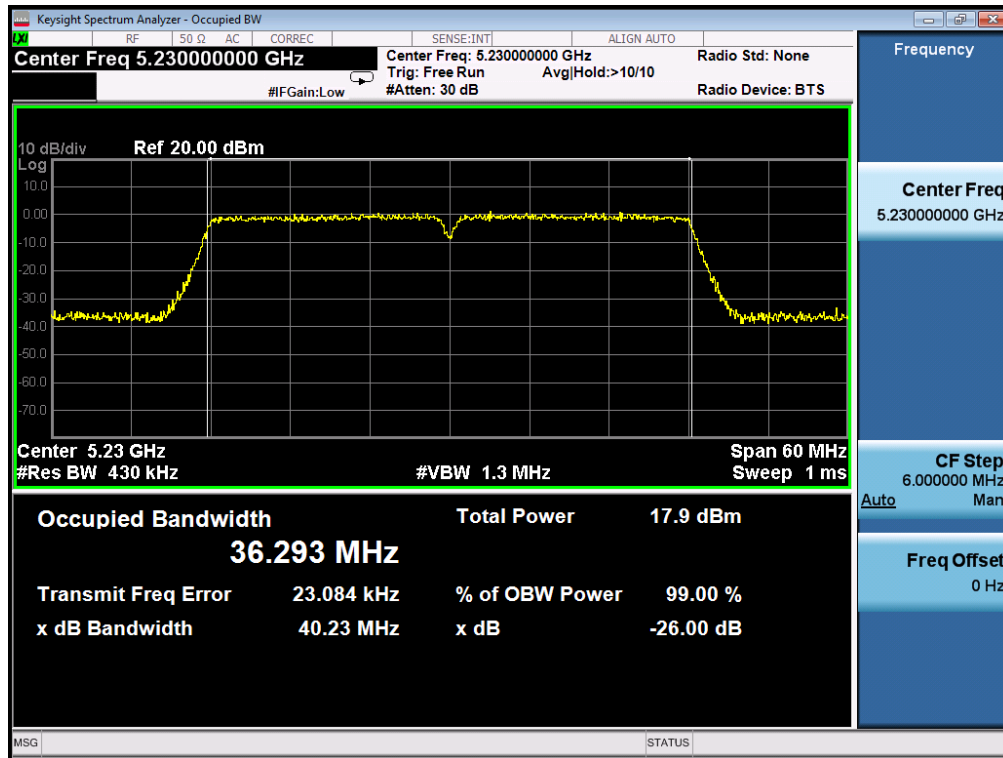 Keysight Spectrum Analyzer - Occupied BW
LXI RF 50 Ω AC CORREC SENSE:INT ALIGN AUTO
Center Freq 5.230000000 GHz
Center Freq: 5.230000000 GHz Radio Std: None
Trig: Free Run Avg|Hold:>10/10
#IFGain:Low #Atten: 30 dB Radio Device: BTS
10 dB/div Ref 20.00 dBm
Log
10.0
0.00
-10.0
-20.0
-30.0
-40.0
-50.0
-60.0
-70.0
Center 5.23 GHz Span 60 MHz
#Res BW 430 kHz #VBW 1.3 MHz Sweep 1 ms
Occupied Bandwidth Total Power 17.9 dBm
36.293 MHz
Transmit Freq Error 23.084 kHz % of OBW Power 99.00 %
x dB Bandwidth 40.23 MHz x dB -26.00 dB
MSG STATUS
Frequency
Center Freq
5.230000000 GHz
CF Step
6.000000 MHz
Auto Man
Freq Offset
0 Hz